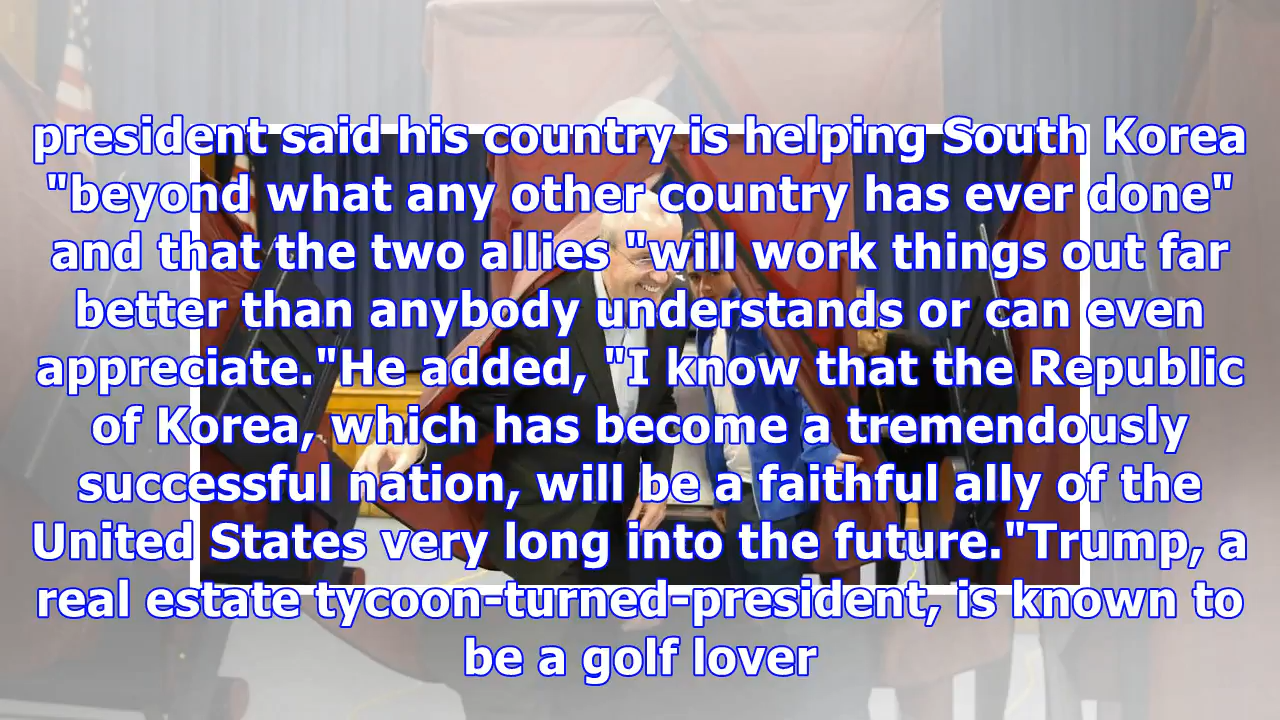 president said his country is helping South Korea
"beyond what any other country has ever done"
and that the two allies "will work things out far
better than anybody understands or can even
appreciate."He added, "I know that the Republic
of Korea, which has become a tremendously
successful nation, will be a faithful ally of the
United States very long into the future."Trump, a
real estate tycoon-turned-president, is known to
be a golf lover